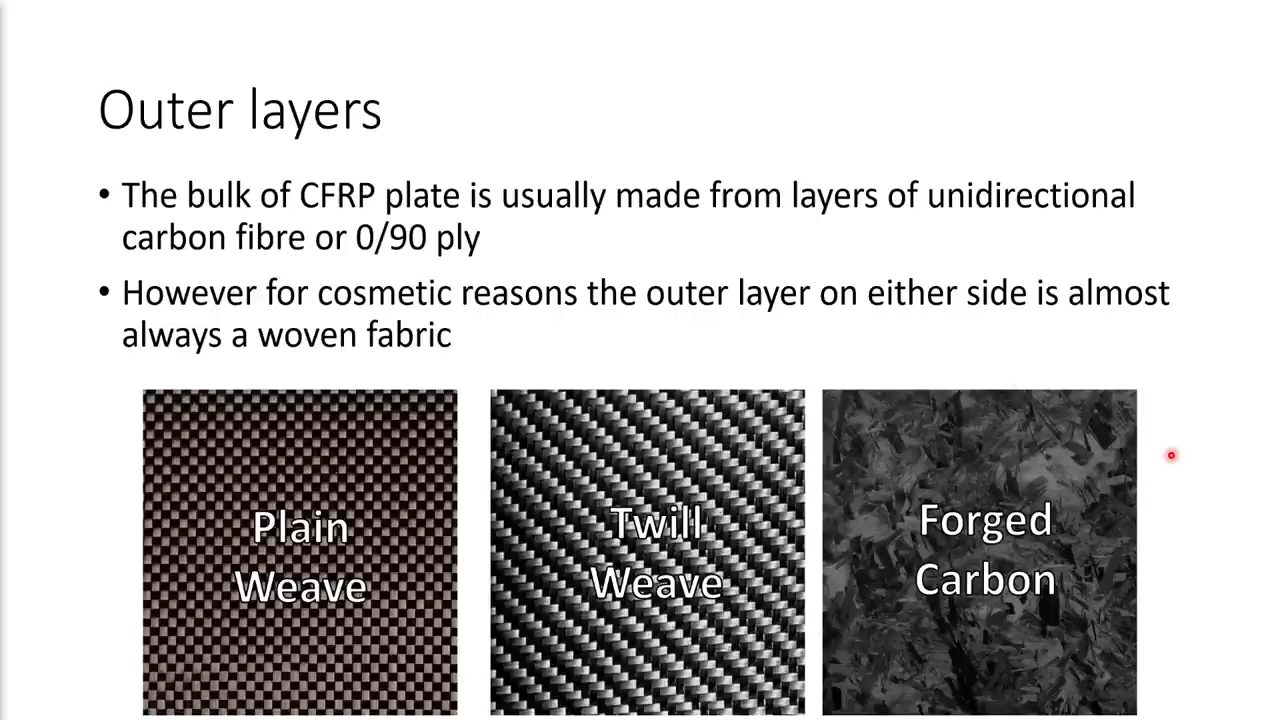 Outer layers
• The bulk of CFRP plate is usually made from layers of unidirectional
carbon fibre or 0/90 ply
• However for cosmetic reasons the outer layer on either side is almost
always a woven fabric
Plain
Weave
Twill
Weave
Forged
Carbon